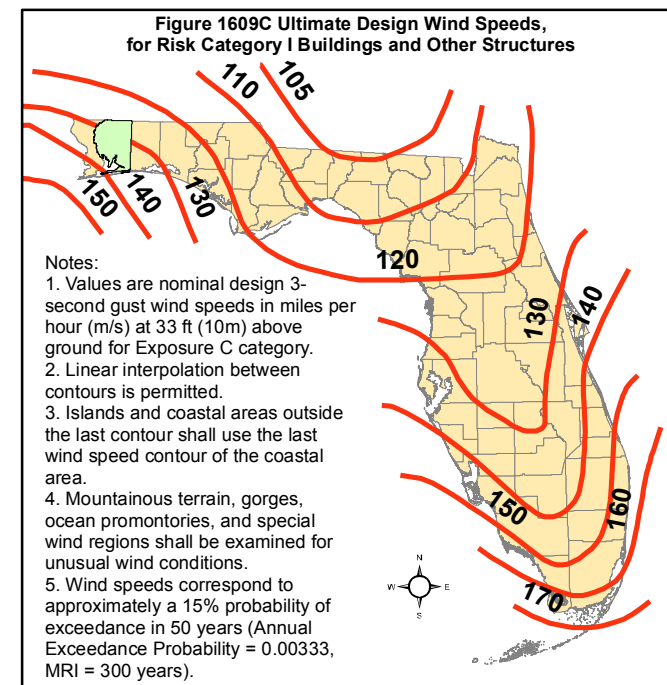 Figure 1609C Ultimate Design Wind Speeds,
for Risk Category I Buildings and Other Structures
105
110
150
140
130
120
Notes:
1. Values are nominal design 3-
second gust wind speeds in miles per
hour (m/s) at 33 ft (10m) above
ground for Exposure C category.
2. Linear interpolation between
contours is permitted.
3. Islands and coastal areas outside
the last contour shall use the last
wind speed contour of the coastal
area.
4. Mountainous terrain, gorges,
ocean promontories, and special
wind regions shall be examined for
unusual wind conditions.
5. Wind speeds correspond to
approximately a 15% probability of
exceedance in 50 years (Annual
Exceedance Probability = 0.00333,
MRI = 300 years).
130
140
150
160
170
N
W
E
S